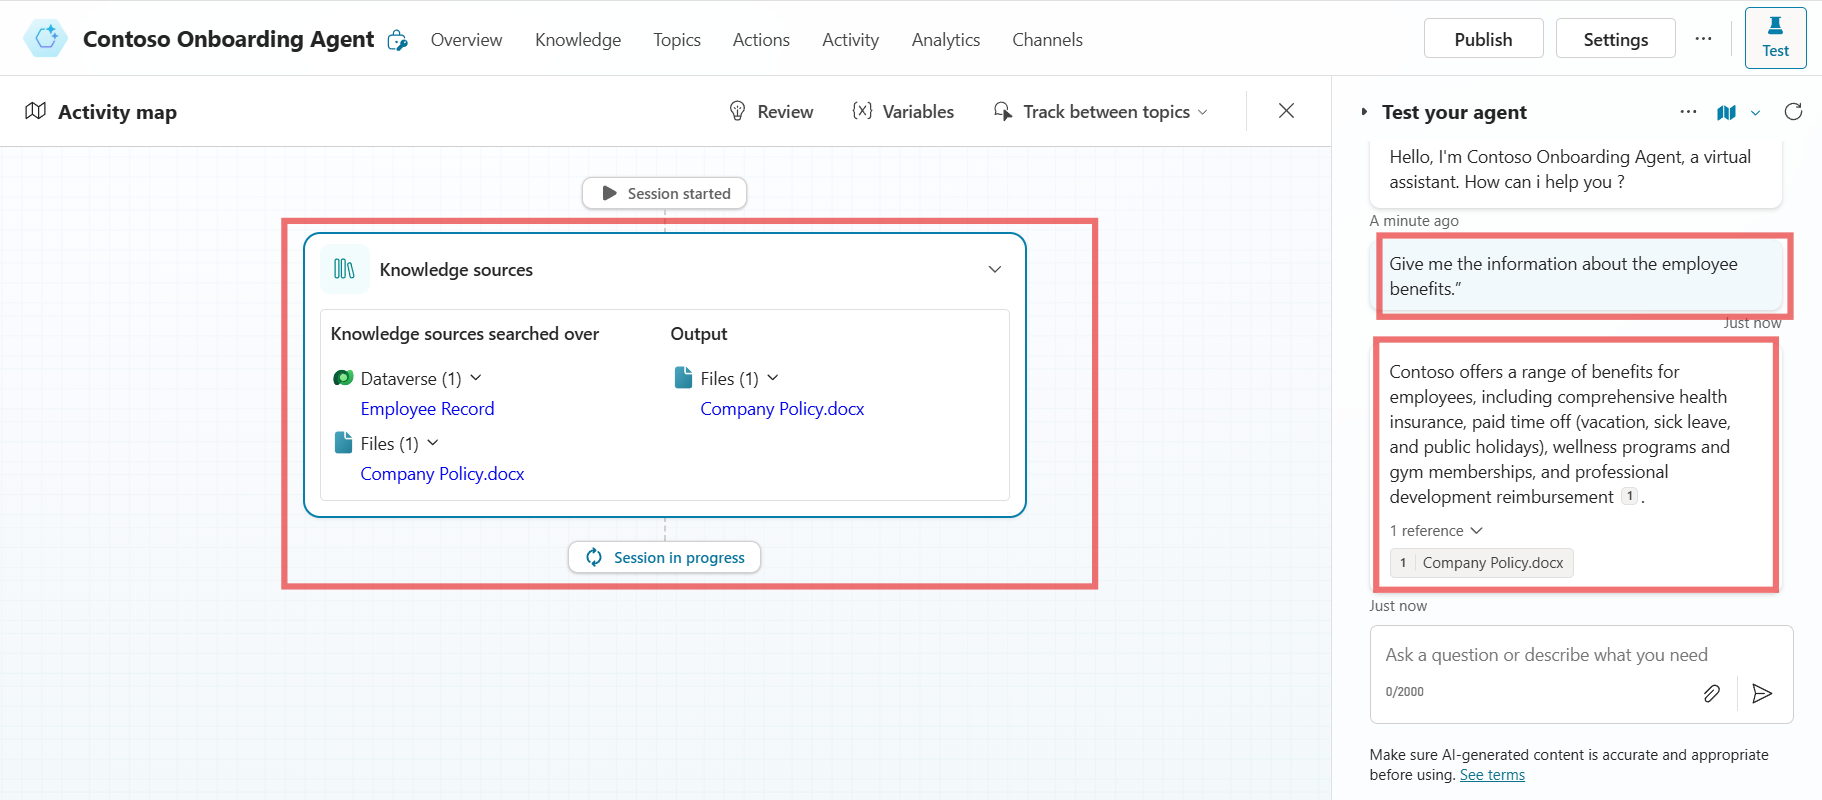 Contoso Onboarding Agent
Overview
Knowledge
Topics
Actions
Activity
Analytics
Channels
Publish
Settings
Test
Activity map
Review
{x} Variables
Track between topics
Session started
Knowledge sources
Knowledge sources searched over
Output
Dataverse (1)
Employee Record
Files (1)
Company Policy.docx
Files (1)
Company Policy.docx
Session in progress
Test your agent
Hello, I'm Contoso Onboarding Agent, a virtual
assistant. How can i help you ?
A minute ago
Give me the information about the employee
benefits.”
Just now
Contoso offers a range of benefits for
employees, including comprehensive health
insurance, paid time off (vacation, sick leave,
and public holidays), wellness programs and
gym memberships, and professional
development reimbursement 1 .
1 reference
1 Company Policy.docx
Just now
Ask a question or describe what you need
0/2000
Make sure AI-generated content is accurate and appropriate
before using. See terms